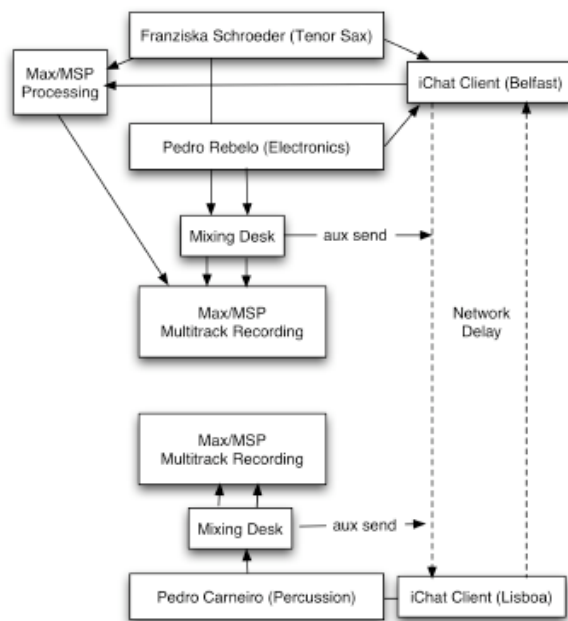 Franziska Schroeder (Tenor Sax)
Max/MSP
Processing
iChat Client (Belfast)
Pedro Rebelo (Electronics)
Mixing Desk
aux send
Max/MSP
Multitrack Recording
Network
Delay
Max/MSP
Multitrack Recording
Mixing Desk
aux send
Pedro Carneiro (Percussion)
iChat Client (Lisboa)